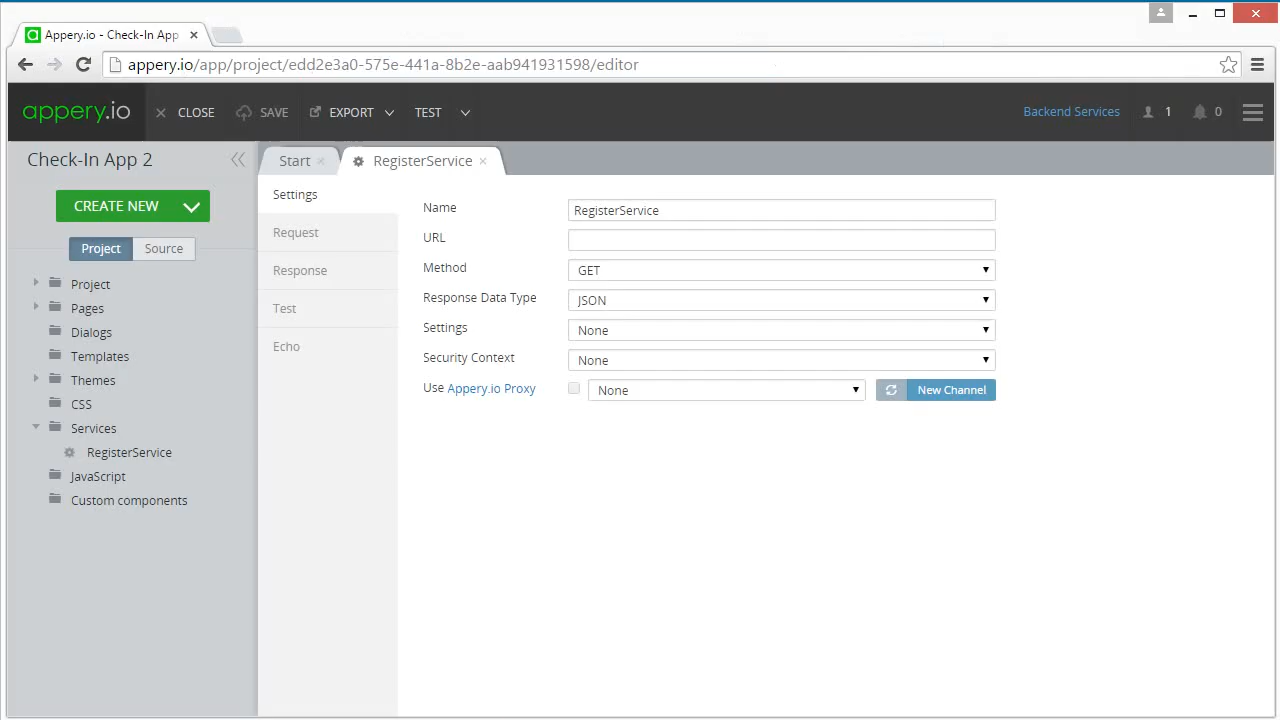 Appery.io - Check-In App
appery.io/app/project/edd2e3a0-575e-441a-8b2e-aab941931598/editor
appery.io
CLOSE
SAVE
EXPORT
TEST
Backend Services
1
0
Check-In App 2
Start
RegisterService
CREATE NEW
Project
Source
Project
Pages
Dialogs
Templates
Themes
CSS
Services
RegisterService
JavaScript
Custom components
Settings
Request
Response
Test
Echo
Name
RegisterService
URL
Method
GET
Response Data Type
JSON
Settings
None
Security Context
None
Use Appery.io Proxy
None
New Channel